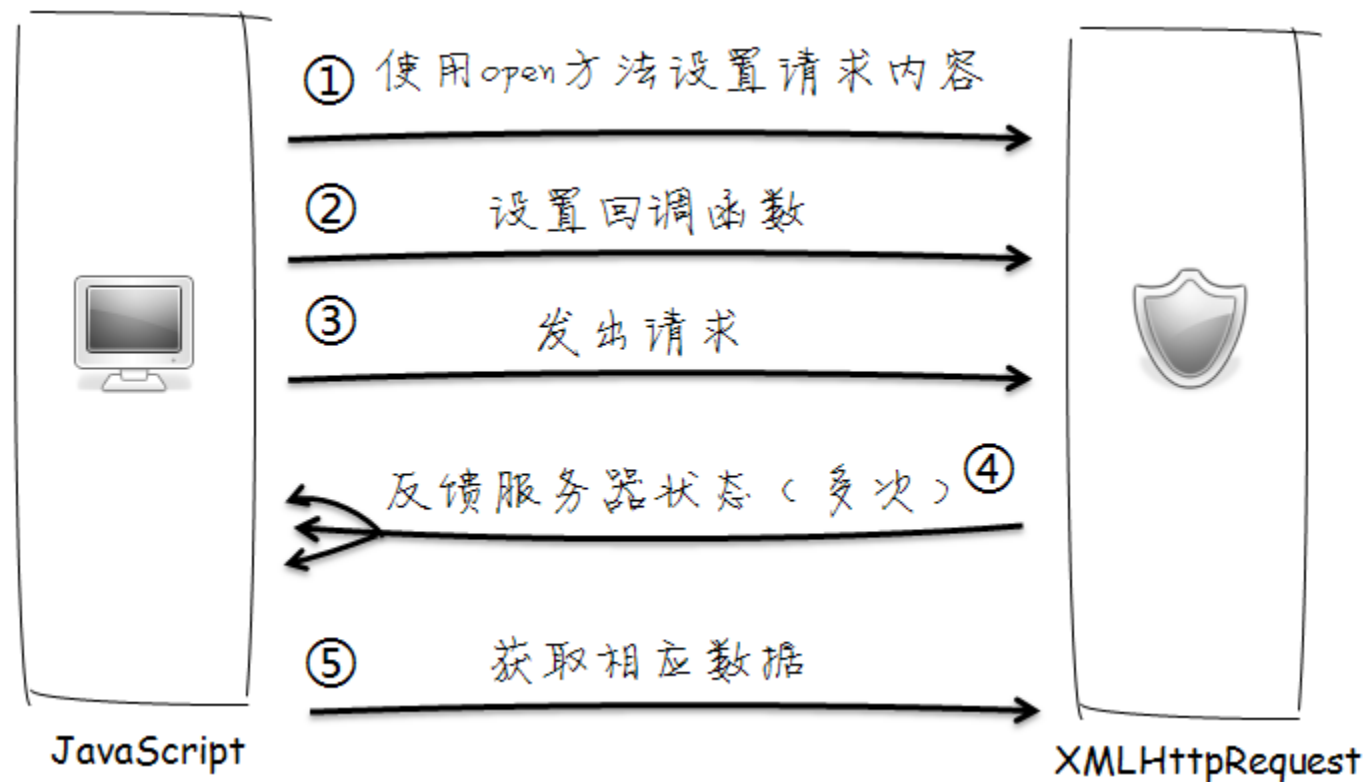 ① 使用open方法设置请求内容
② 设置回调函数
③ 发出请求
反馈服务器状态（多次）④
⑤ 获取相应数据
JavaScript
XMLHttpRequest